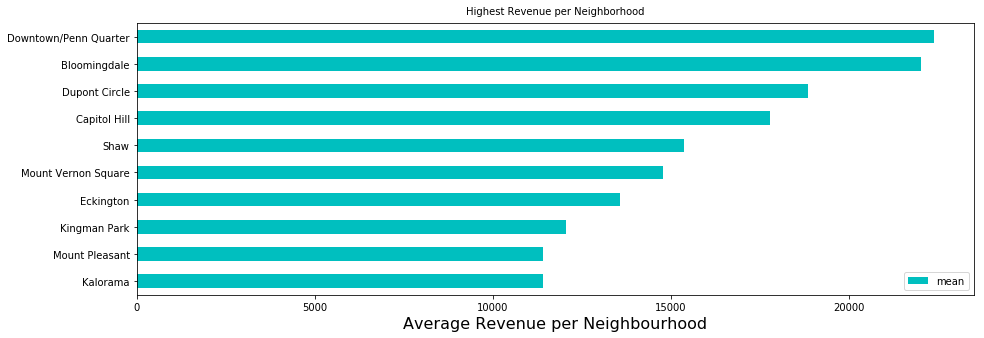 Highest Revenue per Neighborhood
Downtown/Penn Quarter
Bloomingdale
Dupont Circle
Capitol Hill
Shaw
Mount Vernon Square
Eckington
Kingman Park
Mount Pleasant
Kalorama
mean
0 5000 10000 15000 20000
Average Revenue per Neighbourhood